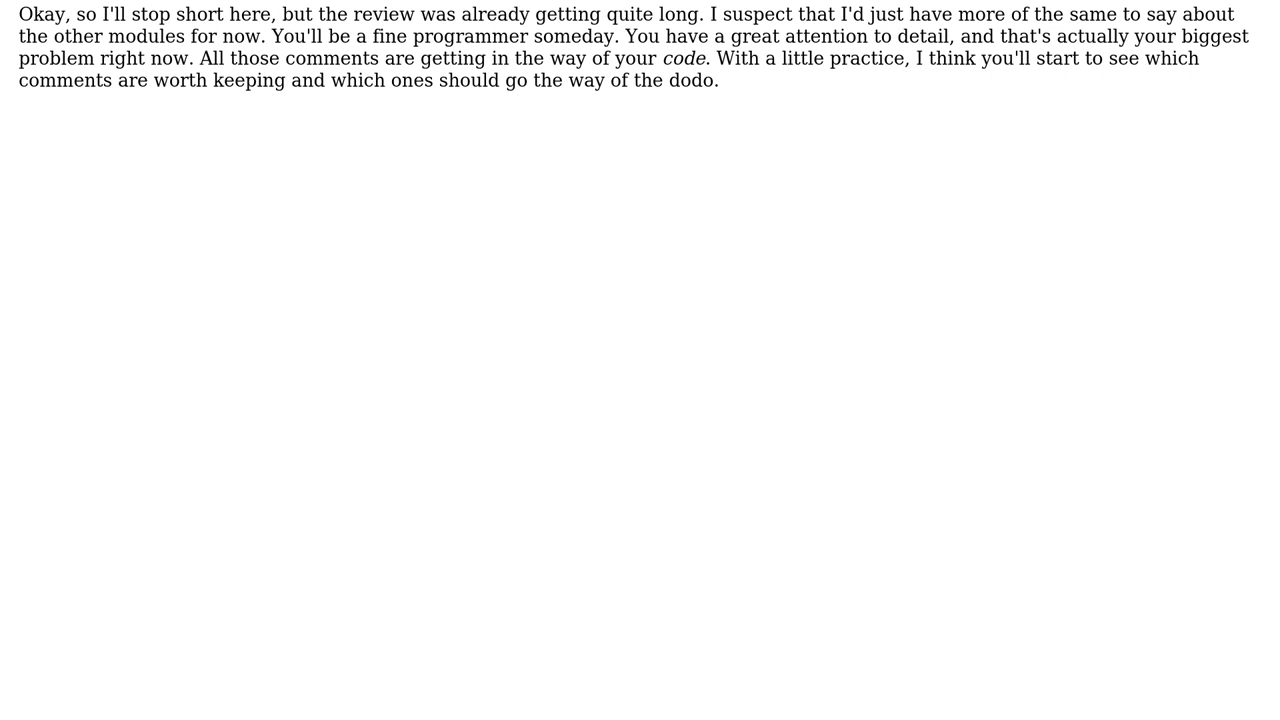 Okay, so I'll stop short here, but the review was already getting quite long. I suspect that I'd just have more of the same to say about
the other modules for now. You'll be a fine programmer someday. You have a great attention to detail, and that's actually your biggest
problem right now. All those comments are getting in the way of your code. With a little practice, I think you'll start to see which
comments are worth keeping and which ones should go the way of the dodo.